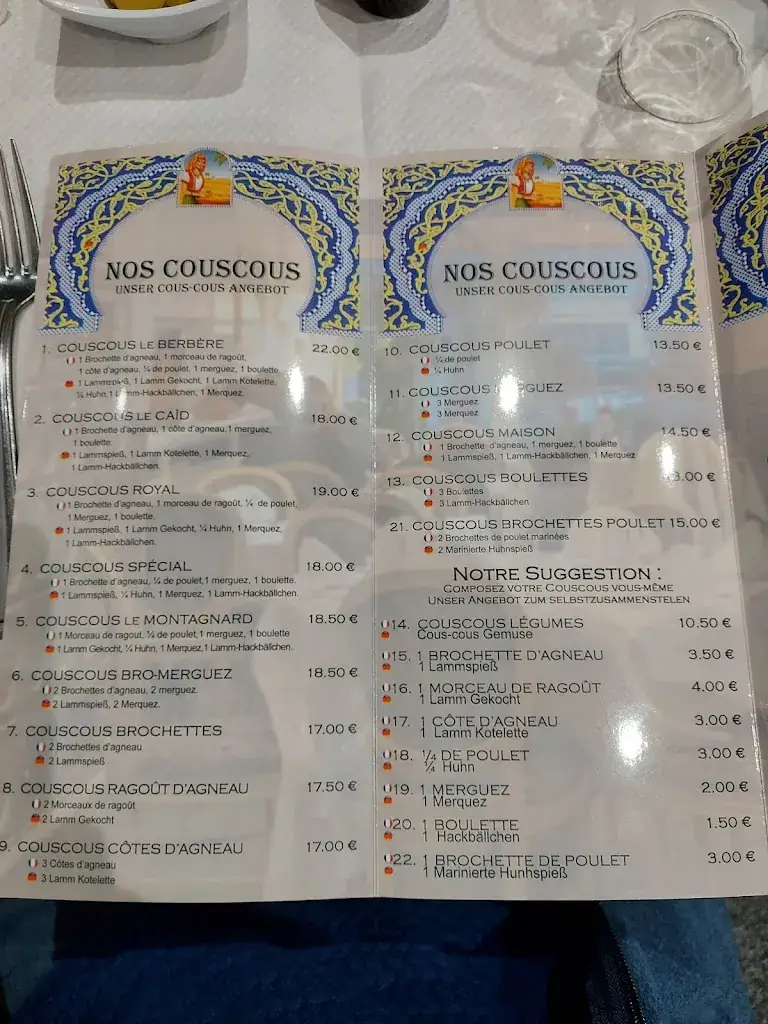 NOS COUSCOUS
UNSER COUS-COUS ANGEBOT
1. COUSCOUS LE BERBÈRE 22.00 €
1 Brochette d'agneau, 1 morceau de ragoût,
1 côte d'agneau, ¼ de poulet, 1 merguez, 1 boulette
1 Lammspieß, 1 Lamm Gekocht, 1 Lamm Kotelette,
¼ Huhn, 1 Lamm-Hackbällchen, 1 Merquez.
2. COUSCOUS LE CAÏD 18.00 €
1 Brochette d'agneau, 1 côte d'agneau, 1 merguez,
1 boulette.
1 Lammspieß, 1 Lamm Kotelette, 1 Merquez,
1 Lamm-Hackbällchen.
3. COUSCOUS ROYAL 19.00 €
1 Brochette d'agneau, 1 morceau de ragoût, ¼ de poulet,
1 Merguez, 1 boulette.
1 Lammspieß, 1 Lamm Gekocht, ¼ Huhn, 1 Merquez,
1 Lamm-Hackbällchen.
4. COUSCOUS SPÉCIAL 18.00 €
1 Brochette d'agneau, ¼ de poulet, 1 merguez, 1 boulette.
1 Lammspieß, ¼ Huhn, 1 Merquez, 1 Lamm-Hackbällchen.
5. COUSCOUS LE MONTAGNARD 18.50 €
1 Morceau de ragout, ¼ de poulet, 1 merguez, 1 boulette
1 Lamm Gekocht, ¼ Huhn, 1 Merquez, 1 Lamm-Hackbällchen.
6. COUSCOUS BRO-MERGUEZ 18.50 €
2 Brochettes d'agneau, 2 merguez.
2 Lammspieß, 2 Merquez.
7. COUSCOUS BROCHETTES 17.00 €
2 Brochettes d'agneau
2 Lammspieß
8. COUSCOUS RAGOÛT D'AGNEAU 17.50 €
2 Morceaux de ragoût
2 Lamm Gekocht
9. COUSCOUS CÔTES D'AGNEAU 17.00 €
3 Côtes d'agneau
3 Lamm Kotelette
NOS COUSCOUS
UNSER COUS-COUS ANGEBOT
10. COUSCOUS POULET 13.50 €
¼ de poulet
¼ Huhn
11. COUSCOUS 13.50 €
3 Merguez
3 Merquez
12. COUSCOUS MAISON 14.50 €
1 Brochette d'agneau, 1 merguez, 1 boulette
1 Lammspieß, 1 Lamm-Hackbällchen, 1 Merquez
13. COUSCOUS BOULETTES
3 Boulettes
3 Lamm-Hackbällchen
21. COUSCOUS BROCHETTES POULET 15.00 €
2 Brochettes de poulet marinées
2 Marinierte Huhnspieß
NOTRE SUGGESTION :
COMPOSEZ VOTRE COUSCOUS VOUS-MÊME
UNSER ANGEBOT ZUM SELBSTZUSAMMENSTELEN
14. COUSCOUS LÉGUMES 10.50 €
Cous-cous Gemuse
15. 1 BROCHETTE D'AGNEAU 3.50 €
1 Lammspieß
16. 1 MORCEAU DE RAGOÛT 4.00 €
1 Lamm Gekocht
17. 1 CÔTE D'AGNEAU 3.00 €
1 Lamm Kotelette
18. ¼ DE POULET 3.00 €
¼ Huhn
19. 1 MERGUEZ 2.00 €
1 Merquez
20. 1 BOULETTE 1.50 €
1 Hackbällchen
22. 1 BROCHETTE DE POULET 3.00 €
1 Marinierte Hunhspieß